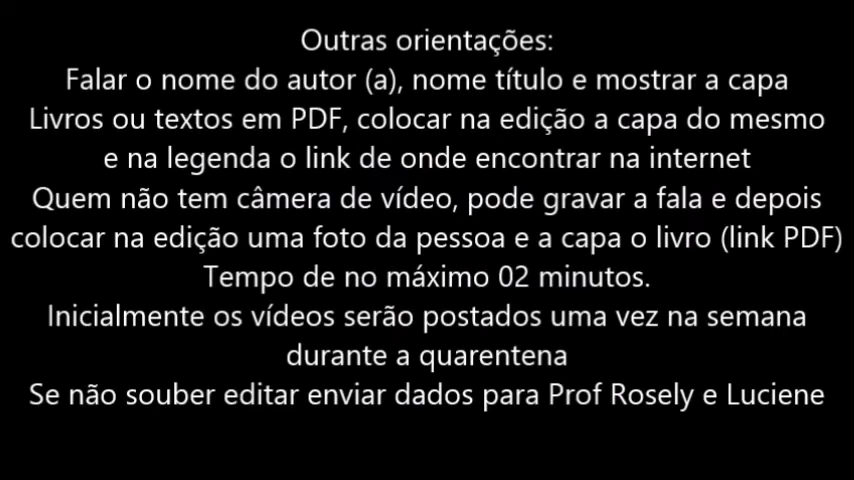 Outras orientações:
Falar o nome do autor (a), nome título e mostrar a capa
Livros ou textos em PDF, colocar na edição a capa do mesmo
e na legenda o link de onde encontrar na internet
Quem não tem câmera de vídeo, pode gravar a fala e depois
colocar na edição uma foto da pessoa e a capa o livro (link PDF)
Tempo de no máximo 02 minutos.
Inicialmente os vídeos serão postados uma vez na semana
durante a quarentena
Se não souber editar enviar dados para Prof Rosely e Luciene